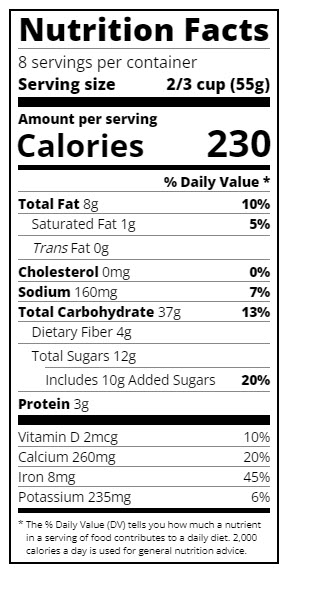 Nutrition Facts
8 servings per container
Serving size 2/3 cup (55g)
Amount per serving
Calories 230
% Daily Value *
Total Fat 8g 10%
Saturated Fat 1g 5%
Trans Fat 0g
Cholesterol 0mg 0%
Sodium 160mg 7%
Total Carbohydrate 37g 13%
Dietary Fiber 4g
Total Sugars 12g
Includes 10g Added Sugars 20%
Protein 3g
Vitamin D 2mcg 10%
Calcium 260mg 20%
Iron 8mg 45%
Potassium 235mg 6%
* The % Daily Value (DV) tells you how much a nutrient
in a serving of food contributes to a daily diet. 2,000
calories a day is used for general nutrition advice.